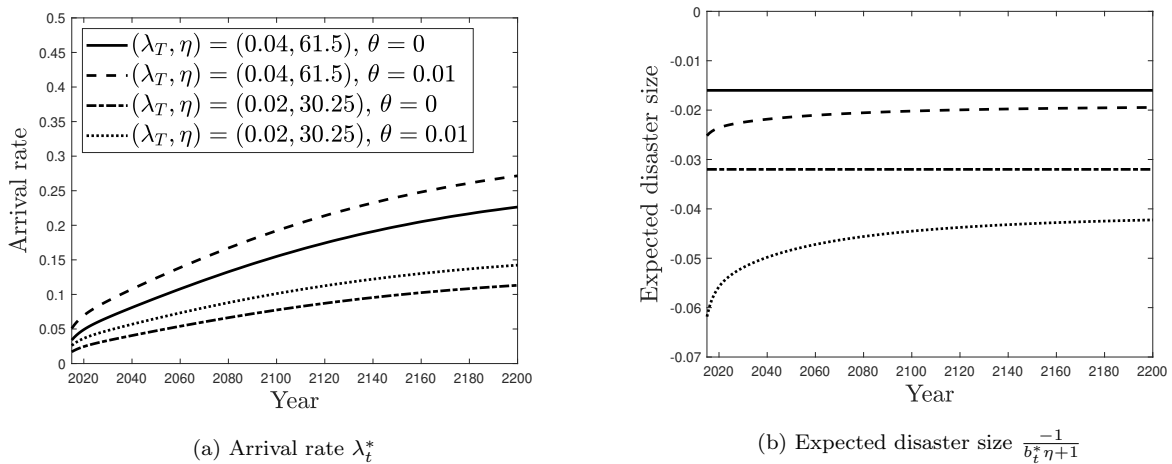 0.5
0.45
0.4
0.35
0.3
0.25
0.2
0.15
0.1
0.05
0
Arrival rate
(λ_T, η) = (0.04, 61.5), θ = 0
(λ_T, η) = (0.04, 61.5), θ = 0.01
(λ_T, η) = (0.02, 30.25), θ = 0
(λ_T, η) = (0.02, 30.25), θ = 0.01
2020 2040 2060 2080 2100 2120 2140 2160 2180 2200
Year
(a) Arrival rate λ_t^*
0
-0.01
-0.02
-0.03
-0.04
-0.05
-0.06
-0.07
Expected disaster size
2020 2040 2060 2080 2100 2120 2140 2160 2180 2200
Year
(b) Expected disaster size \frac{-1}{b_t^* η+1}